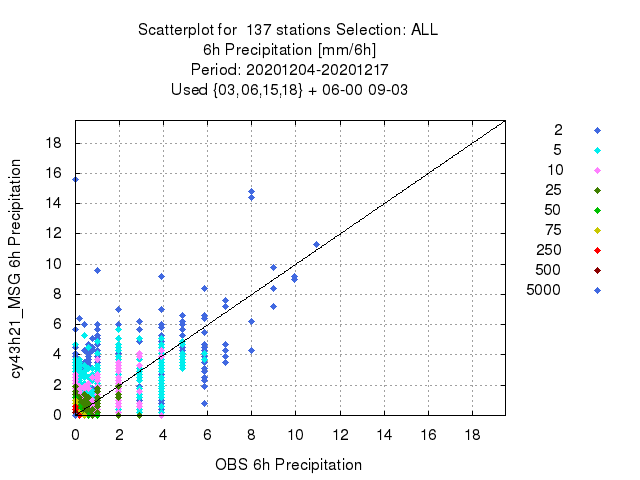 Scatterplot for 137 stations Selection: ALL
6h Precipitation [mm/6h]
Period: 20201204-20201217
Used {03,06,15,18} + 06-00 09-03
cy43h21_MSG 6h Precipitation
18
16
14
12
10
8
6
4
2
0
0 2 4 6 8 10 12 14 16 18
OBS 6h Precipitation
2
5
10
25
50
75
250
500
5000